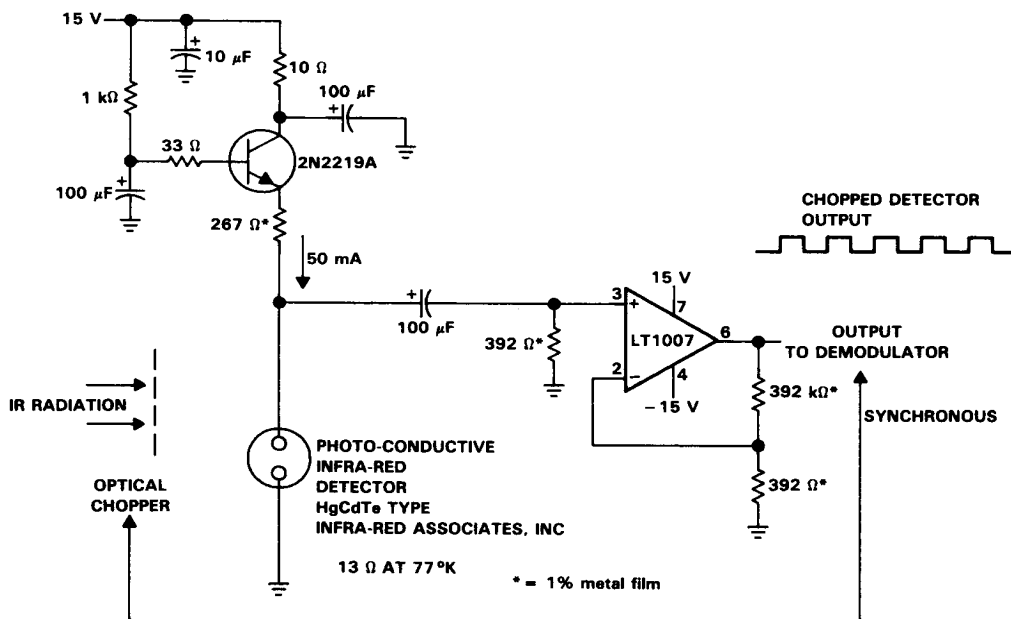 15 V
10 μF
10 Ω
1 kΩ
100 μF
33 Ω
2N2219A
100 μF
267 Ω*
50 mA
CHOPPED DETECTOR
OUTPUT
15 V
3
+
7
100 μF
392 Ω*
LT1007
6
OUTPUT
TO DEMODULATOR
2
−
4
− 15 V
392 kΩ*
SYNCHRONOUS
IR RADIATION
392 Ω*
OPTICAL
CHOPPER
PHOTO-CONDUCTIVE
INFRA-RED
DETECTOR
HgCdTe TYPE
INFRA-RED ASSOCIATES, INC
13 Ω AT 77°K
* = 1% metal film